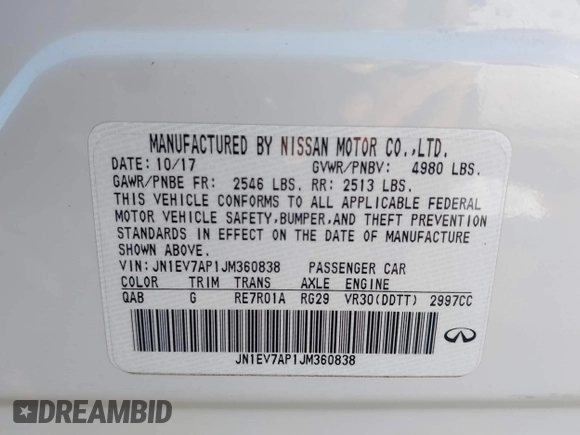 MANUFACTURED BY NISSAN MOTOR CO.,LTD.
DATE: 10/17 GVWR/PNBV: 4980 LBS.
GAWR/PNBE FR: 2546 LBS. RR: 2513 LBS.
THIS VEHICLE CONFORMS TO ALL APPLICABLE FEDERAL
MOTOR VEHICLE SAFETY,BUMPER,AND THEFT PREVENTION
STANDARDS IN EFFECT ON THE DATE OF MANUFACTURE
SHOWN ABOVE.
VIN: JN1EV7AP1JM360838 PASSENGER CAR
COLOR TRIM TRANS AXLE ENGINE
QAB G RE7R01A RG29 VR30(DDTT) 2997CC
JN1EV7AP1JM360838
DREAMBID